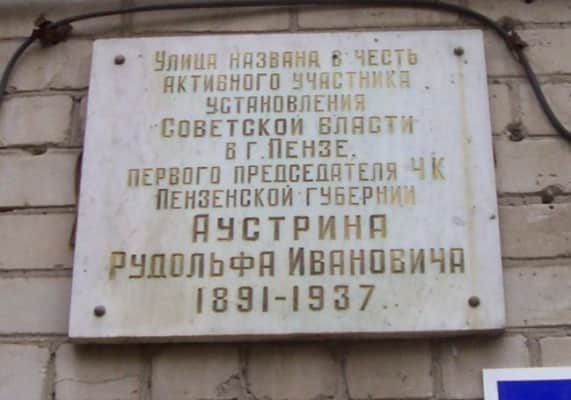 Улица названа в честь
активного участника
установления
Советской власти
в г. Пензе,
первого председателя ЧК
Пензенской губернии
Аустрина
Рудольфа Ивановича
1891-1937